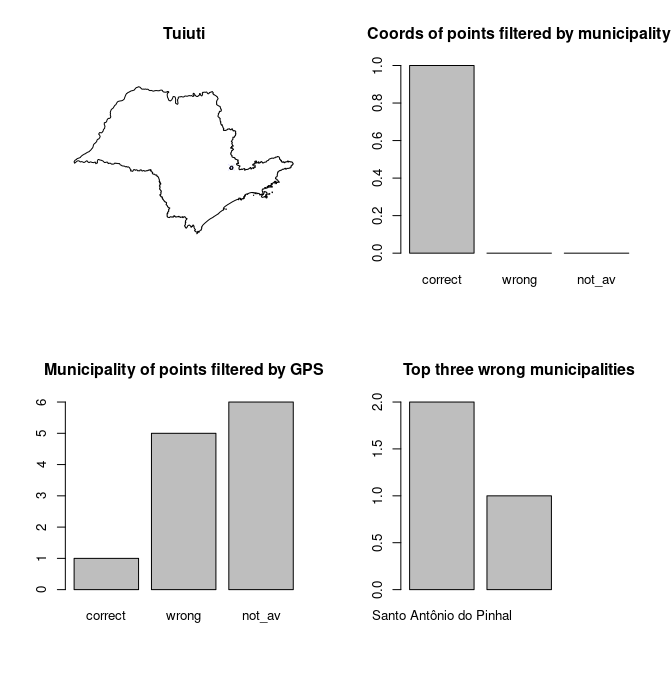 Tuiuti
Coords of points filtered by municipality
1.0
0.8
0.6
0.4
0.2
0.0
correct wrong not_av
Municipality of points filtered by GPS
6
5
4
3
2
1
0
correct wrong not_av
Top three wrong municipalities
2.0
1.5
1.0
0.5
0.0
Santo Antônio do Pinhal